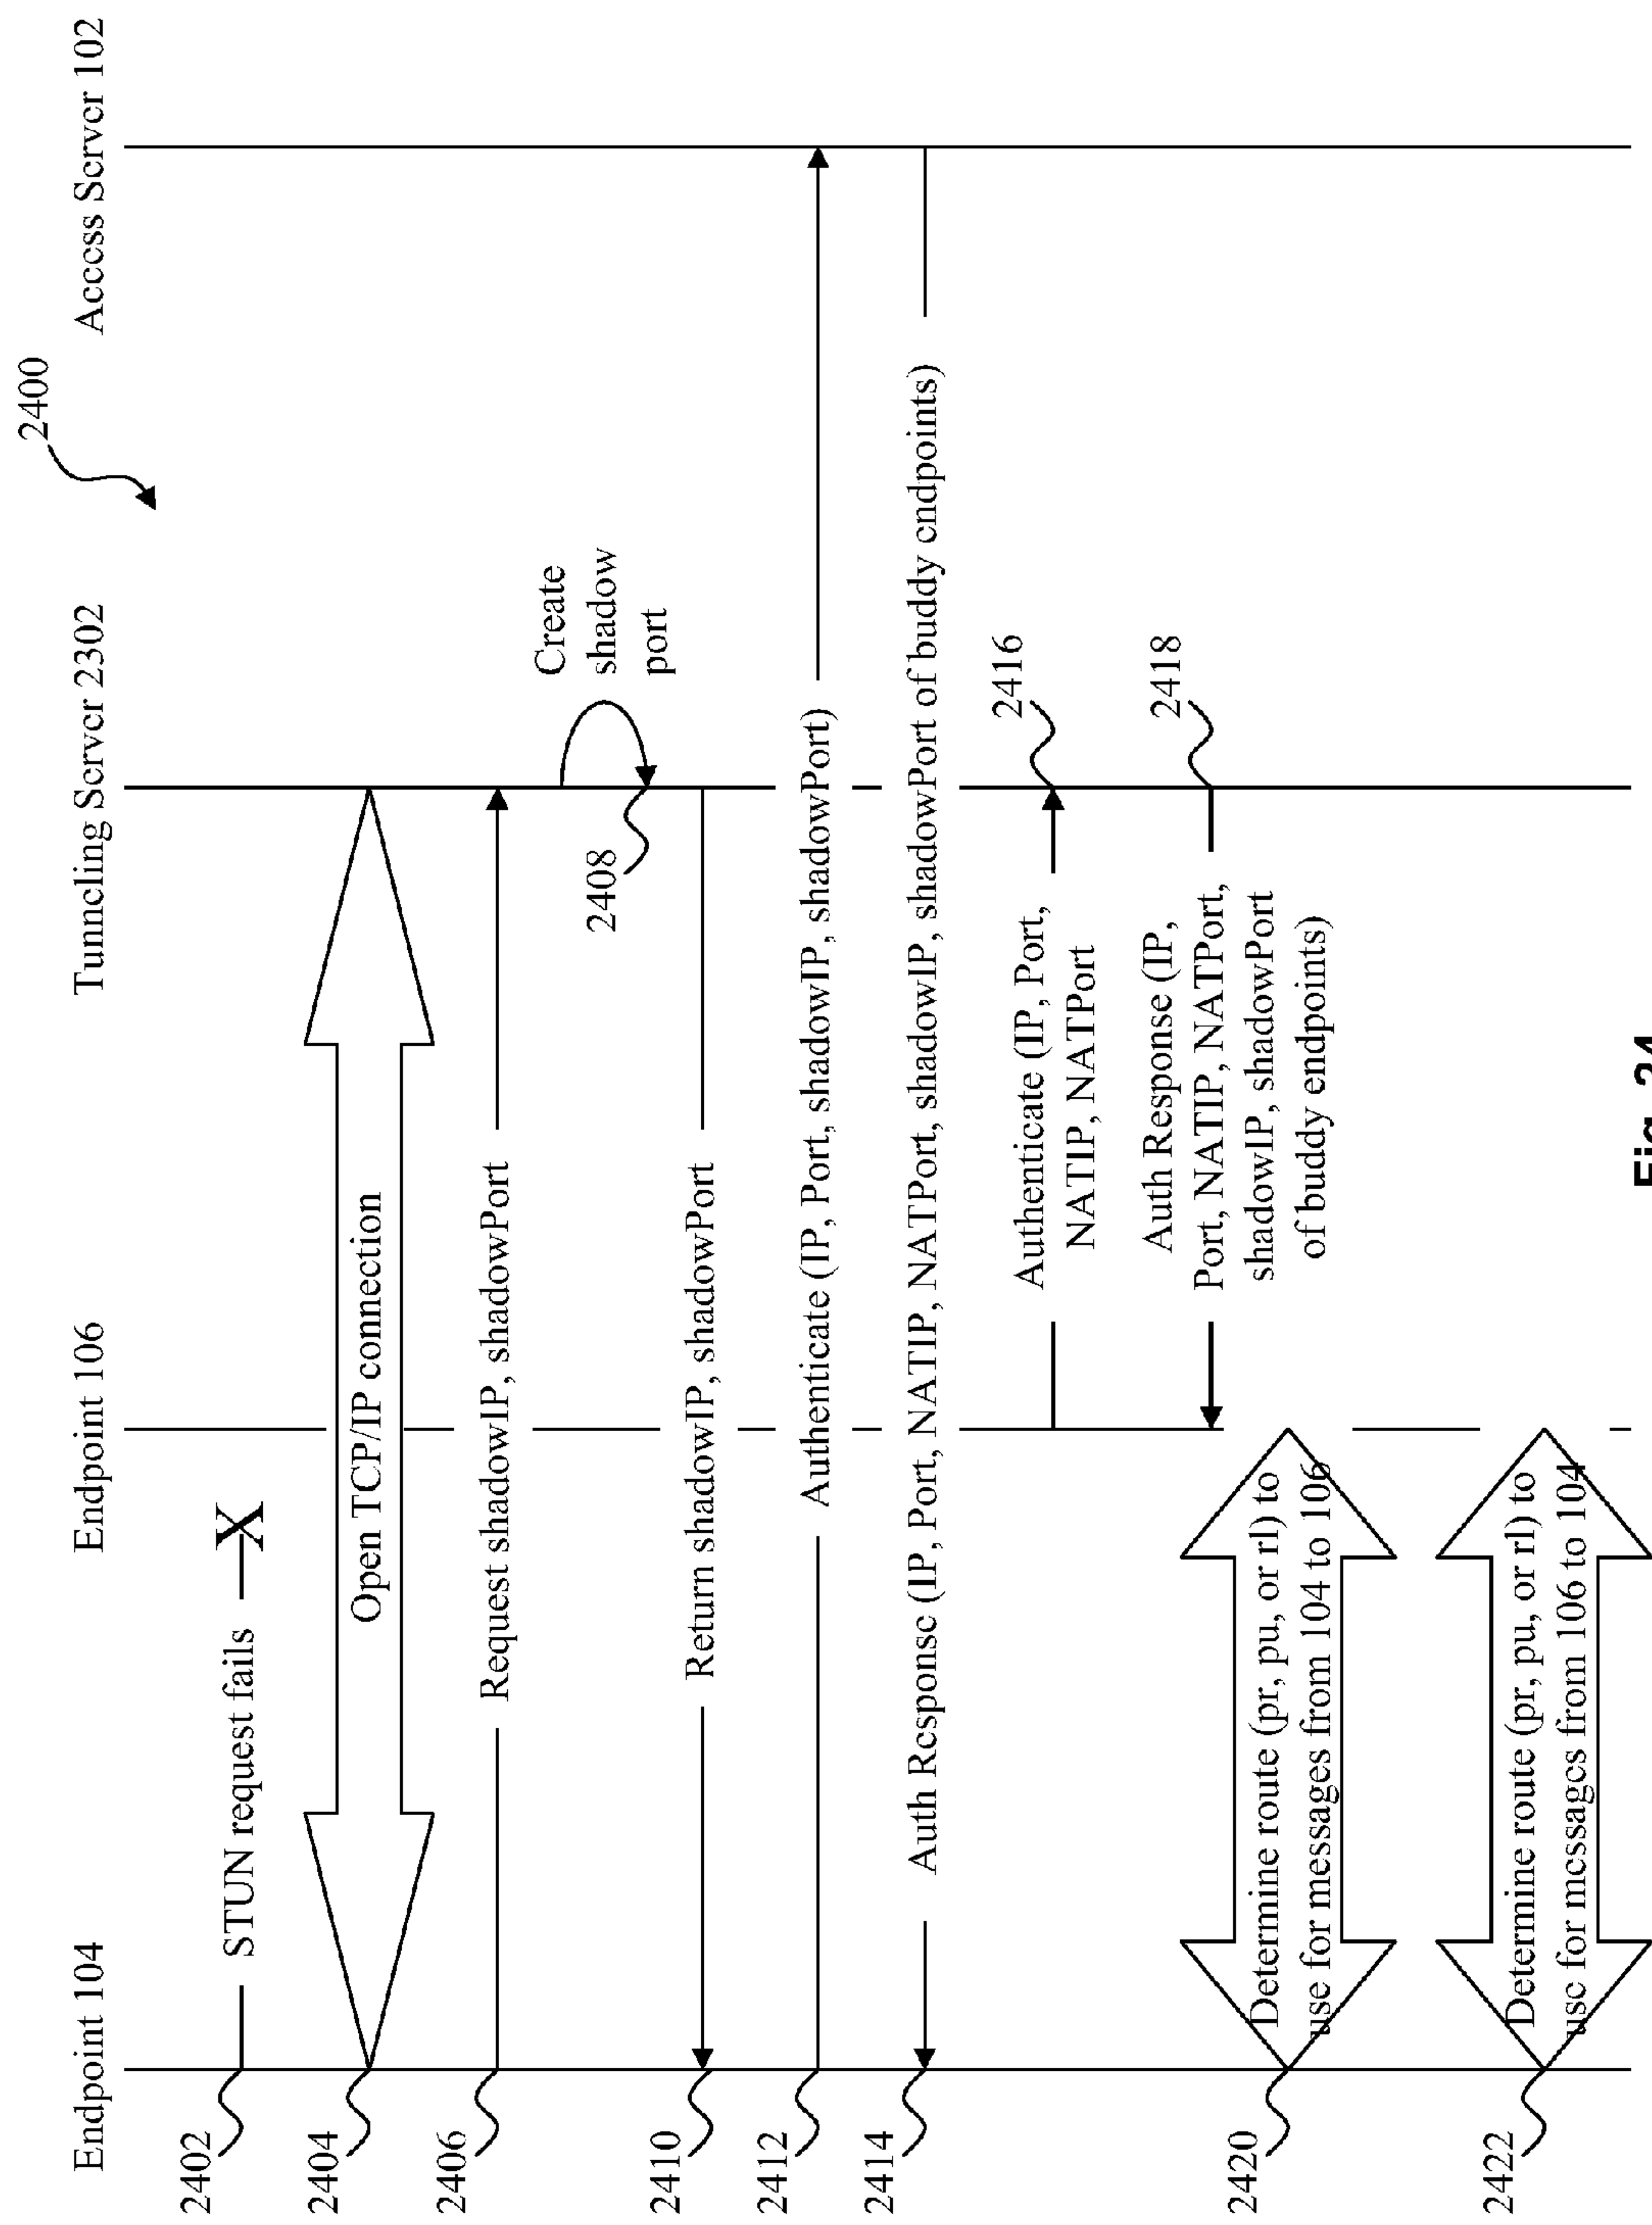 2400
Endpoint 104
Endpoint 106
Tunneling Server 2302
Access Server 102
2402
STUN request fails
X
2404
Open TCP/IP connection
2406
Request shadowIP, shadowPort
Create
shadow
port
2408
2410
Return shadowIP, shadowPort
2412
Authenticate (IP, Port, shadowIP, shadowPort)
2414
Auth Response (IP, Port, NATIP, NATPort, shadowIP, shadowPort of buddy endpoints)
Authenticate (IP, Port,
NATIP, NATPort
2416
Auth Response (IP,
Port, NATIP, NATPort,
shadowIP, shadowPort
of buddy endpoints)
2418
2420
Determine route (pr, pu, or rl) to
use for messages from 104 to 106
2422
Determine route (pr, pu, or rl) to
use for messages from 106 to 104
Fig. 24